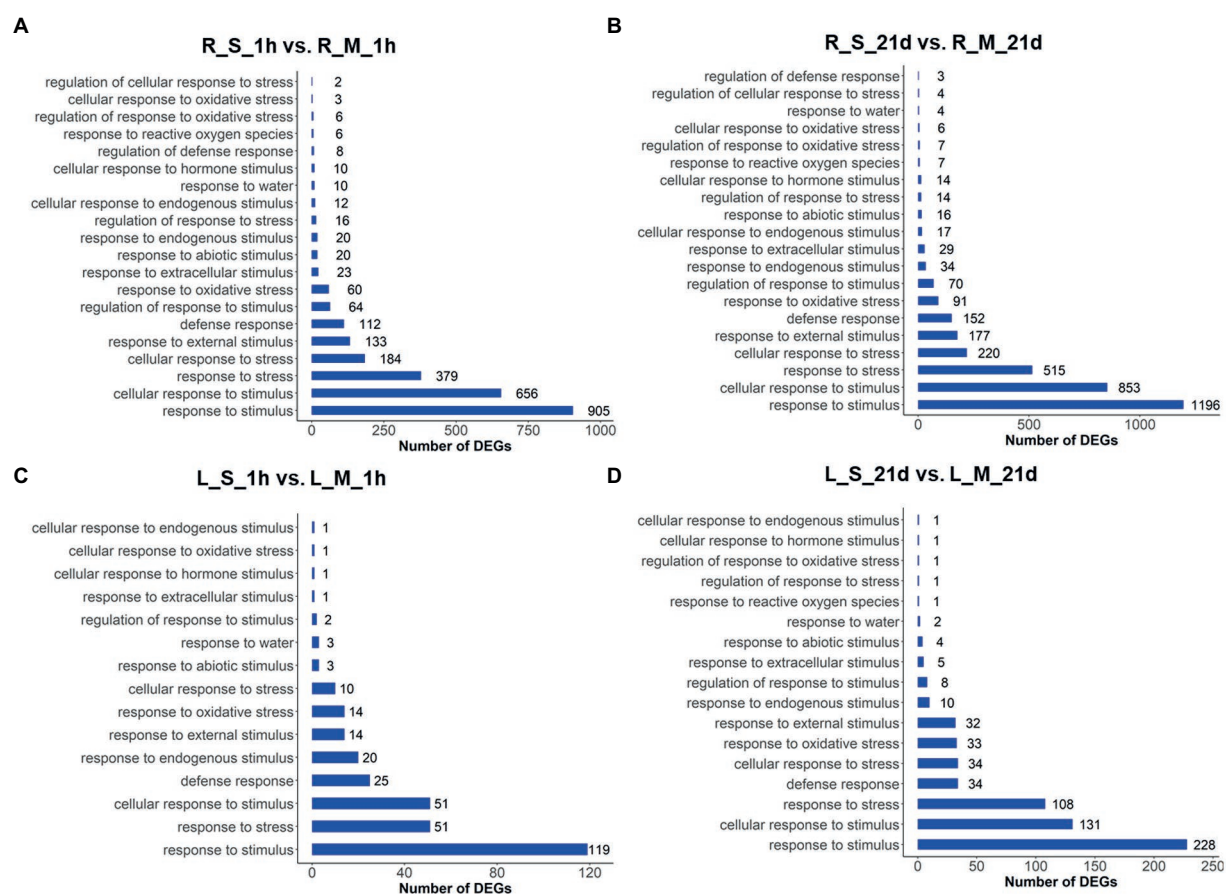 A
R_S_1h vs. R_M_1h
regulation of cellular response to stress 2
cellular response to oxidative stress 3
regulation of response to oxidative stress 6
response to reactive oxygen species 6
regulation of defense response 8
cellular response to hormone stimulus 10
response to water 10
cellular response to endogenous stimulus 12
regulation of response to stress 16
response to endogenous stimulus 20
response to abiotic stimulus 20
response to extracellular stimulus 23
response to oxidative stress 60
regulation of response to stimulus 64
defense response 112
response to external stimulus 133
cellular response to stress 184
response to stress 379
cellular response to stimulus 656
response to stimulus 905
0 250 500 750 1000
Number of DEGs
B
R_S_21d vs. R_M_21d
regulation of defense response 3
regulation of cellular response to stress 4
response to water 4
cellular response to oxidative stress 6
regulation of response to oxidative stress 7
response to reactive oxygen species 7
cellular response to hormone stimulus 14
regulation of response to stress 14
response to abiotic stimulus 16
cellular response to endogenous stimulus 17
response to extracellular stimulus 29
response to endogenous stimulus 34
regulation of response to stimulus 70
response to oxidative stress 91
defense response 152
response to external stimulus 177
cellular response to stress 220
response to stress 515
cellular response to stimulus 853
response to stimulus 1196
0 500 1000
Number of DEGs
C
L_S_1h vs. L_M_1h
cellular response to endogenous stimulus 1
cellular response to oxidative stress 1
cellular response to hormone stimulus 1
response to extracellular stimulus 1
regulation of response to stimulus 2
response to water 3
response to abiotic stimulus 3
cellular response to stress 10
response to oxidative stress 14
response to external stimulus 14
response to endogenous stimulus 20
defense response 25
cellular response to stimulus 51
response to stress 51
response to stimulus 119
0 40 80 120
Number of DEGs
D
L_S_21d vs. L_M_21d
cellular response to endogenous stimulus 1
cellular response to hormone stimulus 1
regulation of response to oxidative stress 1
regulation of response to stress 1
response to reactive oxygen species 1
response to water 2
response to abiotic stimulus 4
response to extracellular stimulus 5
regulation of response to stimulus 8
response to endogenous stimulus 10
response to external stimulus 32
response to oxidative stress 33
cellular response to stress 34
defense response 34
response to stress 108
cellular response to stimulus 131
response to stimulus 228
0 50 100 150 200 250
Number of DEGs